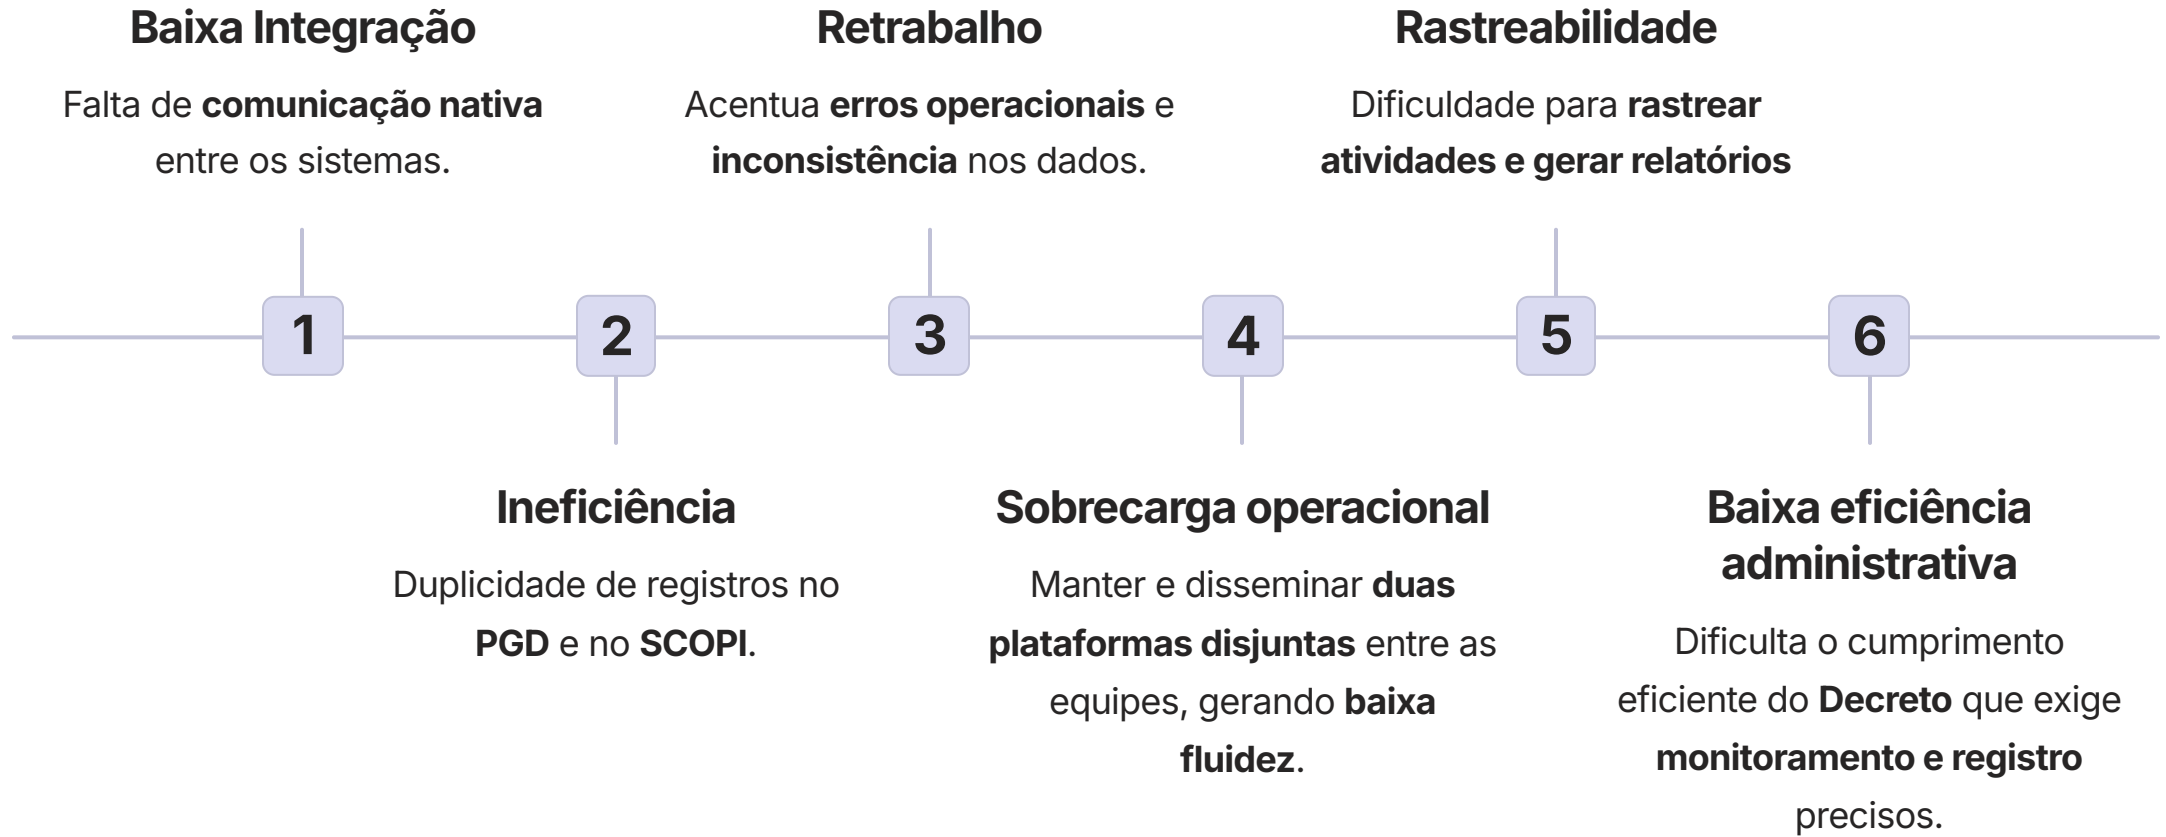 Baixa Integração
Falta de comunicação nativa
entre os sistemas.
1
Ineficiência
Duplicidade de registros no
PGD e no SCOPI.
2
Retrabalho
Acentua erros operacionais e
inconsistência nos dados.
3
Sobrecarga operacional
Manter e disseminar duas
plataformas disjuntas entre as
equipes, gerando baixa
fluidez.
4
Rastreabilidade
Dificuldade para rastrear
atividades e gerar relatórios
5
Baixa eficiência
administrativa
Dificulta o cumprimento
eficiente do Decreto que exige
monitoramento e registro
precisos.
6